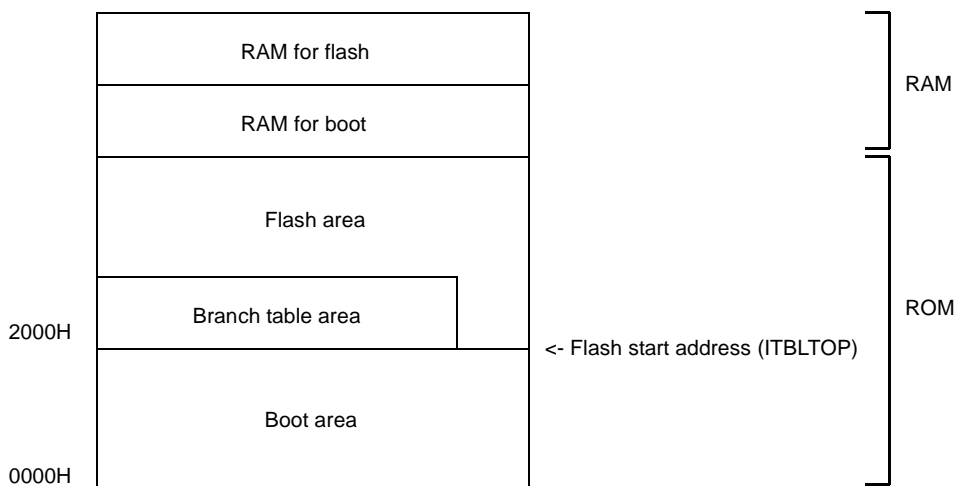 RAM for flash
RAM
RAM for boot
Flash area
Branch table area
ROM
2000H
<- Flash start address (ITBLTOP)
Boot area
0000H